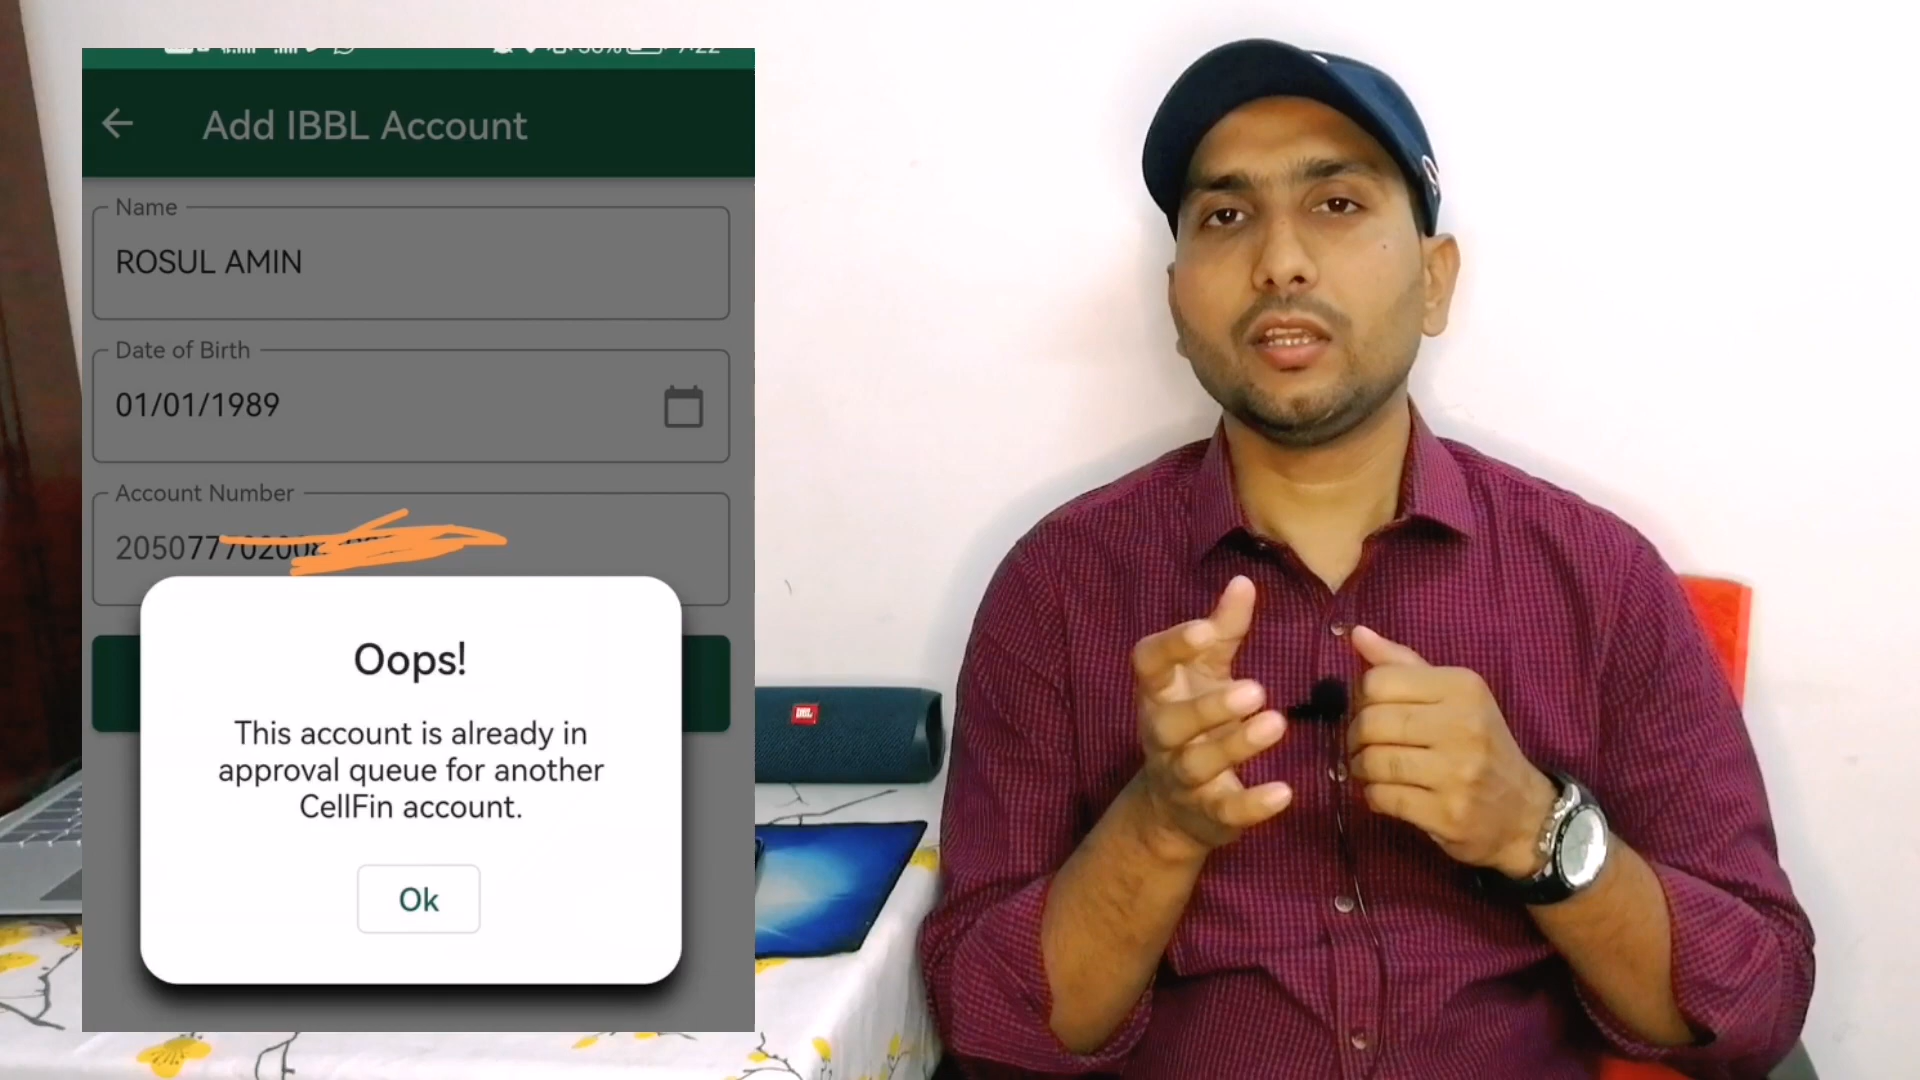 Add IBBL Account
Name
ROSUL AMIN
Date of Birth
01/01/1989
Account Number
Oops!
This account is already in
approval queue for another
CellFin account.
Ok
JBL